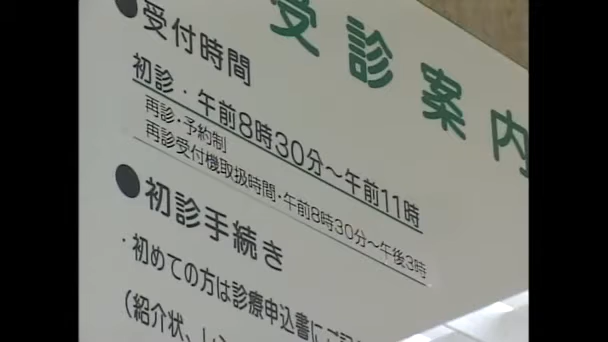 受診案内
●受付時間
初診・午前8時30分～午前11時
再診・予約制
再診受付機取扱時間・午前8時30分～午後3時
●初診手続き
・初めての方は診療申込書にご記
(紹介状、